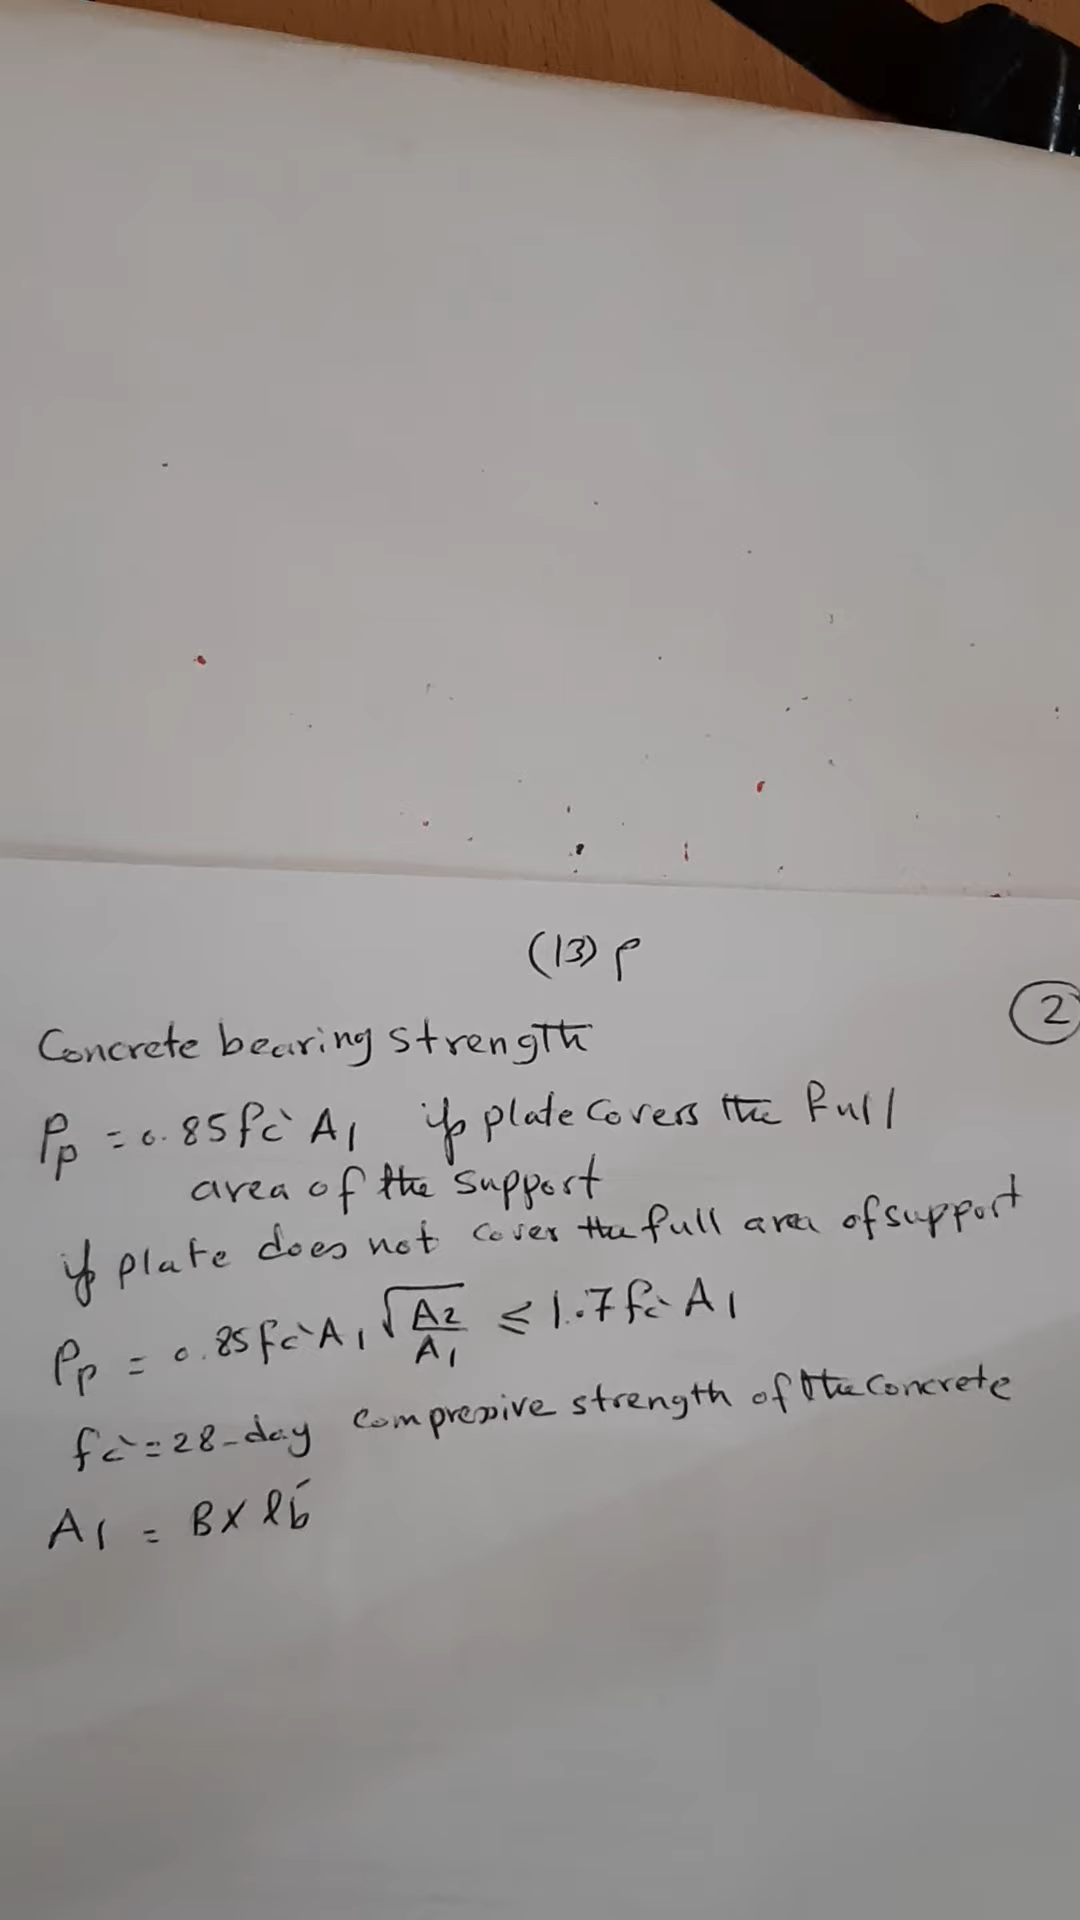 (13) P
2
Concrete bearing strength
Pp = 0.85 fc' A1 if plate covers the full
area of the support
if plate does not cover the full area of support
Pp = 0.85 fc' A1 √(A2/A1) ≤ 1.7 fc' A1
fc' = 28-day compressive strength of the concrete
A1 = B x lb